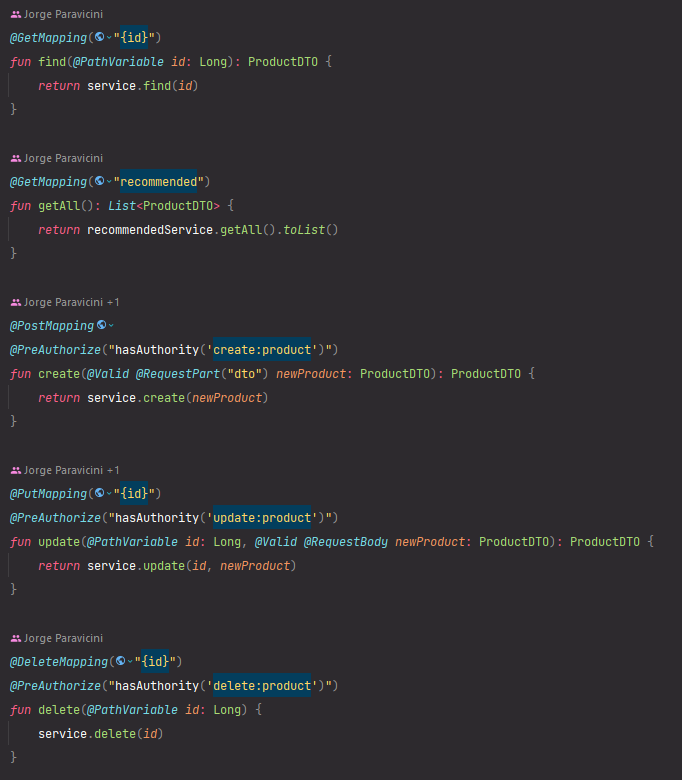 Jorge Paravicini
@GetMapping("{id}")
fun find(@PathVariable id: Long): ProductDTO {
    return service.find(id)
}
Jorge Paravicini
@GetMapping("recommended")
fun getAll(): List<ProductDTO> {
    return recommendedService.getAll().toList()
}
Jorge Paravicini +1
@PostMapping
@PreAuthorize("hasAuthority('create:product')")
fun create(@Valid @RequestPart("dto") newProduct: ProductDTO): ProductDTO {
    return service.create(newProduct)
}
Jorge Paravicini +1
@PutMapping("{id}")
@PreAuthorize("hasAuthority('update:product')")
fun update(@PathVariable id: Long, @Valid @RequestBody newProduct: ProductDTO): ProductDTO {
    return service.update(id, newProduct)
}
Jorge Paravicini
@DeleteMapping("{id}")
@PreAuthorize("hasAuthority('delete:product')")
fun delete(@PathVariable id: Long) {
    service.delete(id)
}